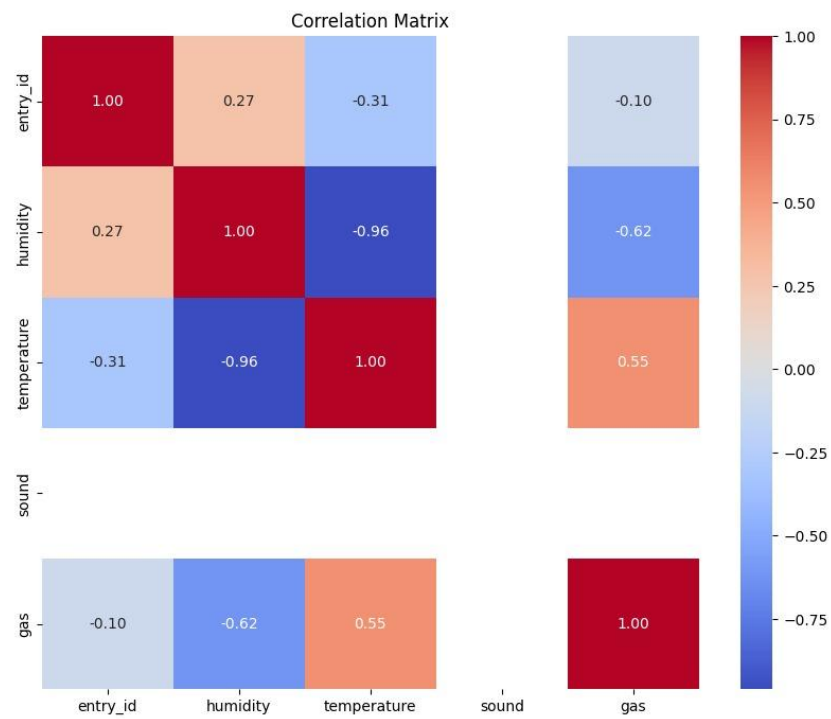 Correlation Matrix
entry_id 1.00 0.27 -0.31 -0.10
humidity 0.27 1.00 -0.96 -0.62
temperature -0.31 -0.96 1.00 0.55
sound
gas -0.10 -0.62 0.55 1.00
entry_id humidity temperature sound gas
1.00
0.75
0.50
0.25
0.00
−0.25
−0.50
−0.75